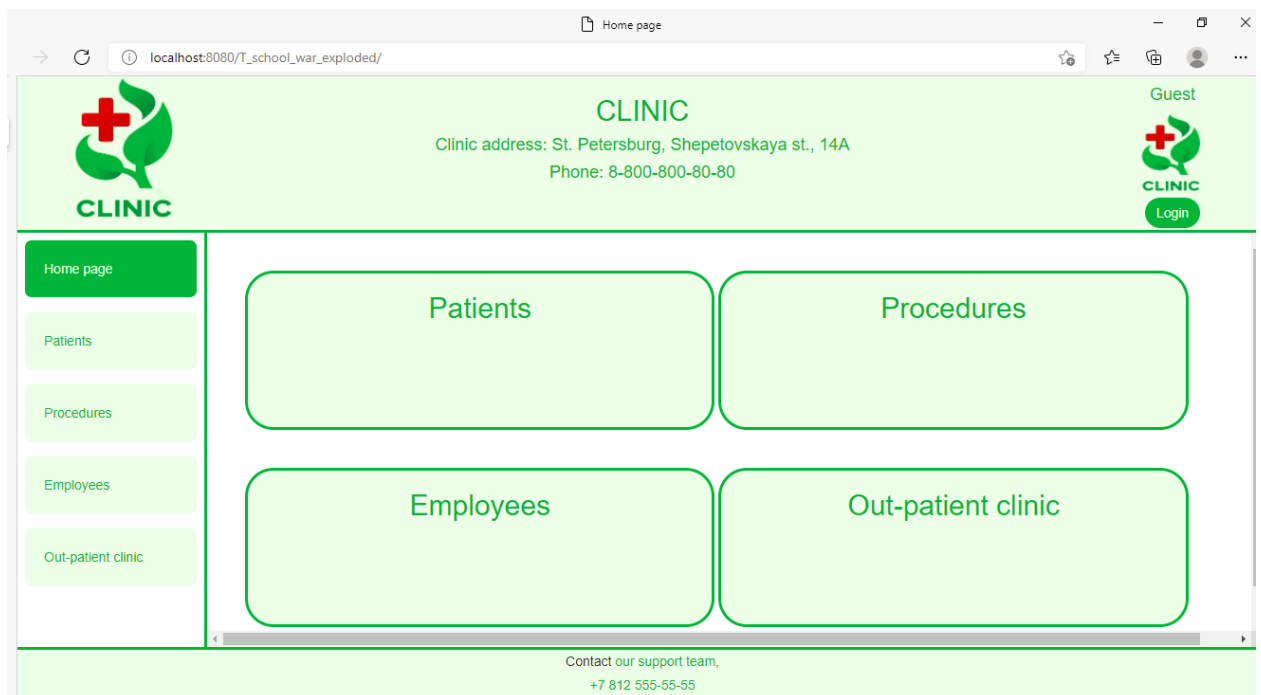 Home page
localhost:8080/T_school_war_exploded/
CLINIC
CLINIC
Clinic address: St. Petersburg, Shepetovskaya st., 14A
Phone: 8-800-800-80-80
Guest
CLINIC
Login
Home page
Patients
Procedures
Employees
Out-patient clinic
Patients
Procedures
Employees
Out-patient clinic
Contact our support team,
+7 812 555-55-55